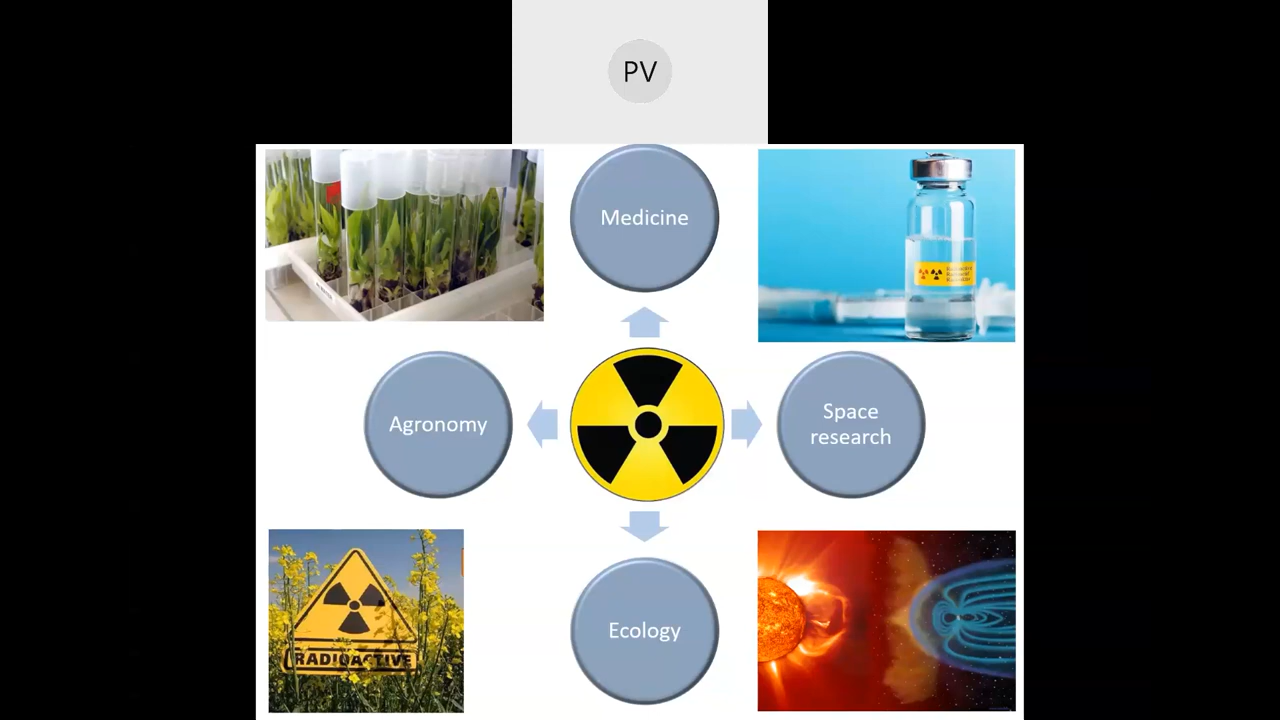 PV
Medicine
Agronomy
Space
research
Ecology
RADIOACTIVE